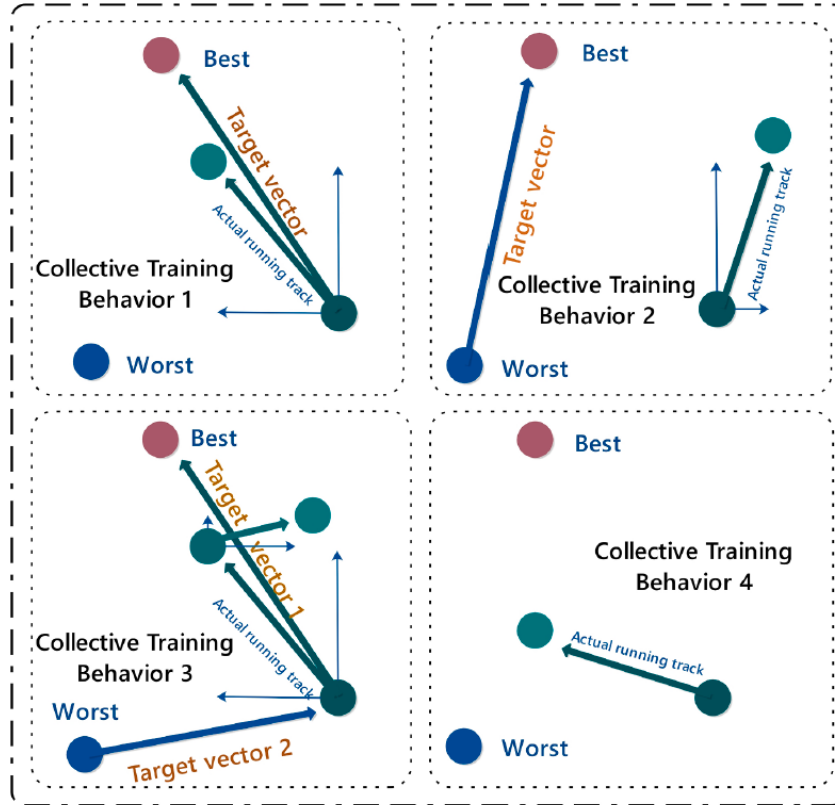 Best
Target vector
Actual running track
Collective Training
Behavior 1
Worst
Best
Target vector
Actual running track
Collective Training
Behavior 2
Worst
Best
Target vector 1
Actual running track
Collective Training
Behavior 3
Worst
Target vector 2
Best
Collective Training
Behavior 4
Actual running track
Worst